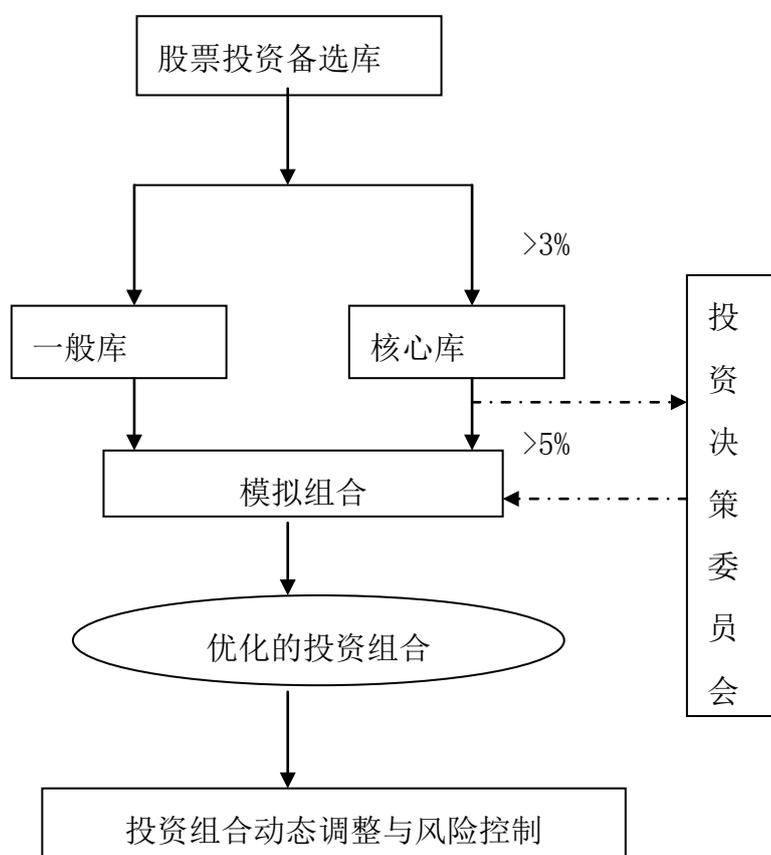 股票投资备选库
>3%
一般库
核心库
>5%
模拟组合
优化的投资组合
投资组合动态调整与风险控制
投
资
决
策
委
员
会